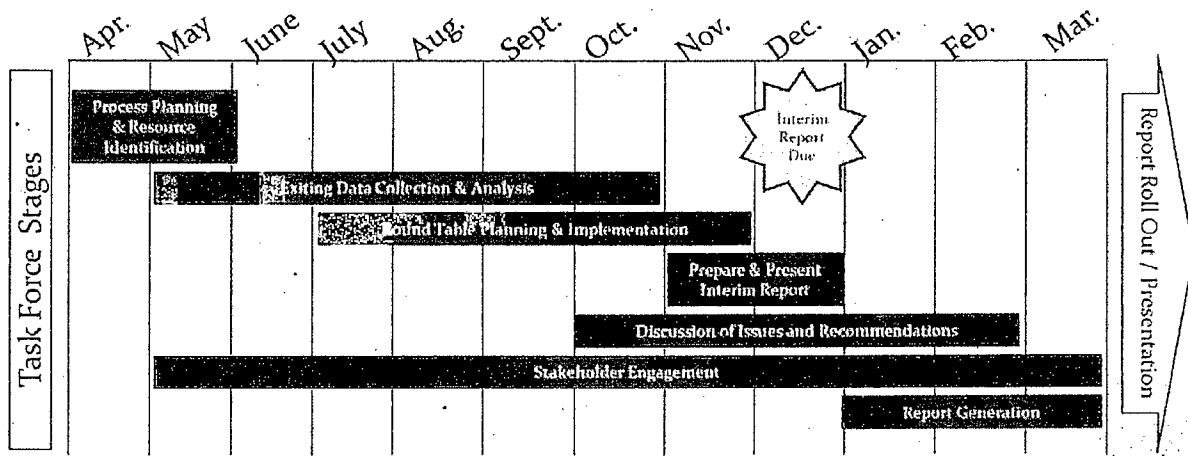 Apr.
May
June
July
Aug.
Sept.
Oct.
Nov.
Dec.
Jan.
Feb.
Mar.
Task Force Stages
Process Planning
& Resource
Identification
Interim
Report
Due
Exiting Data Collection & Analysis
Round Table Planning & Implementation
Prepare & Present
Interim Report
Discussion of Issues and Recommendations
Stakeholder Engagement
Report Generation
Report Roll Out / Presentation